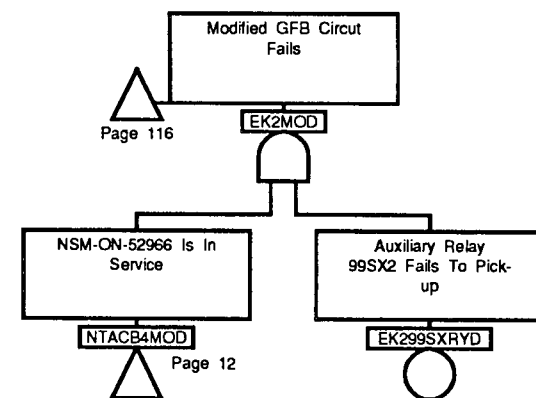 Modified GFB Circut
Fails
Page 116
EK2MOD
NSM-ON-52966 Is In
Service
Auxiliary Relay
99SX2 Fails To Pick-
up
NTACB4MOD
EK299SXRYD
Page 12